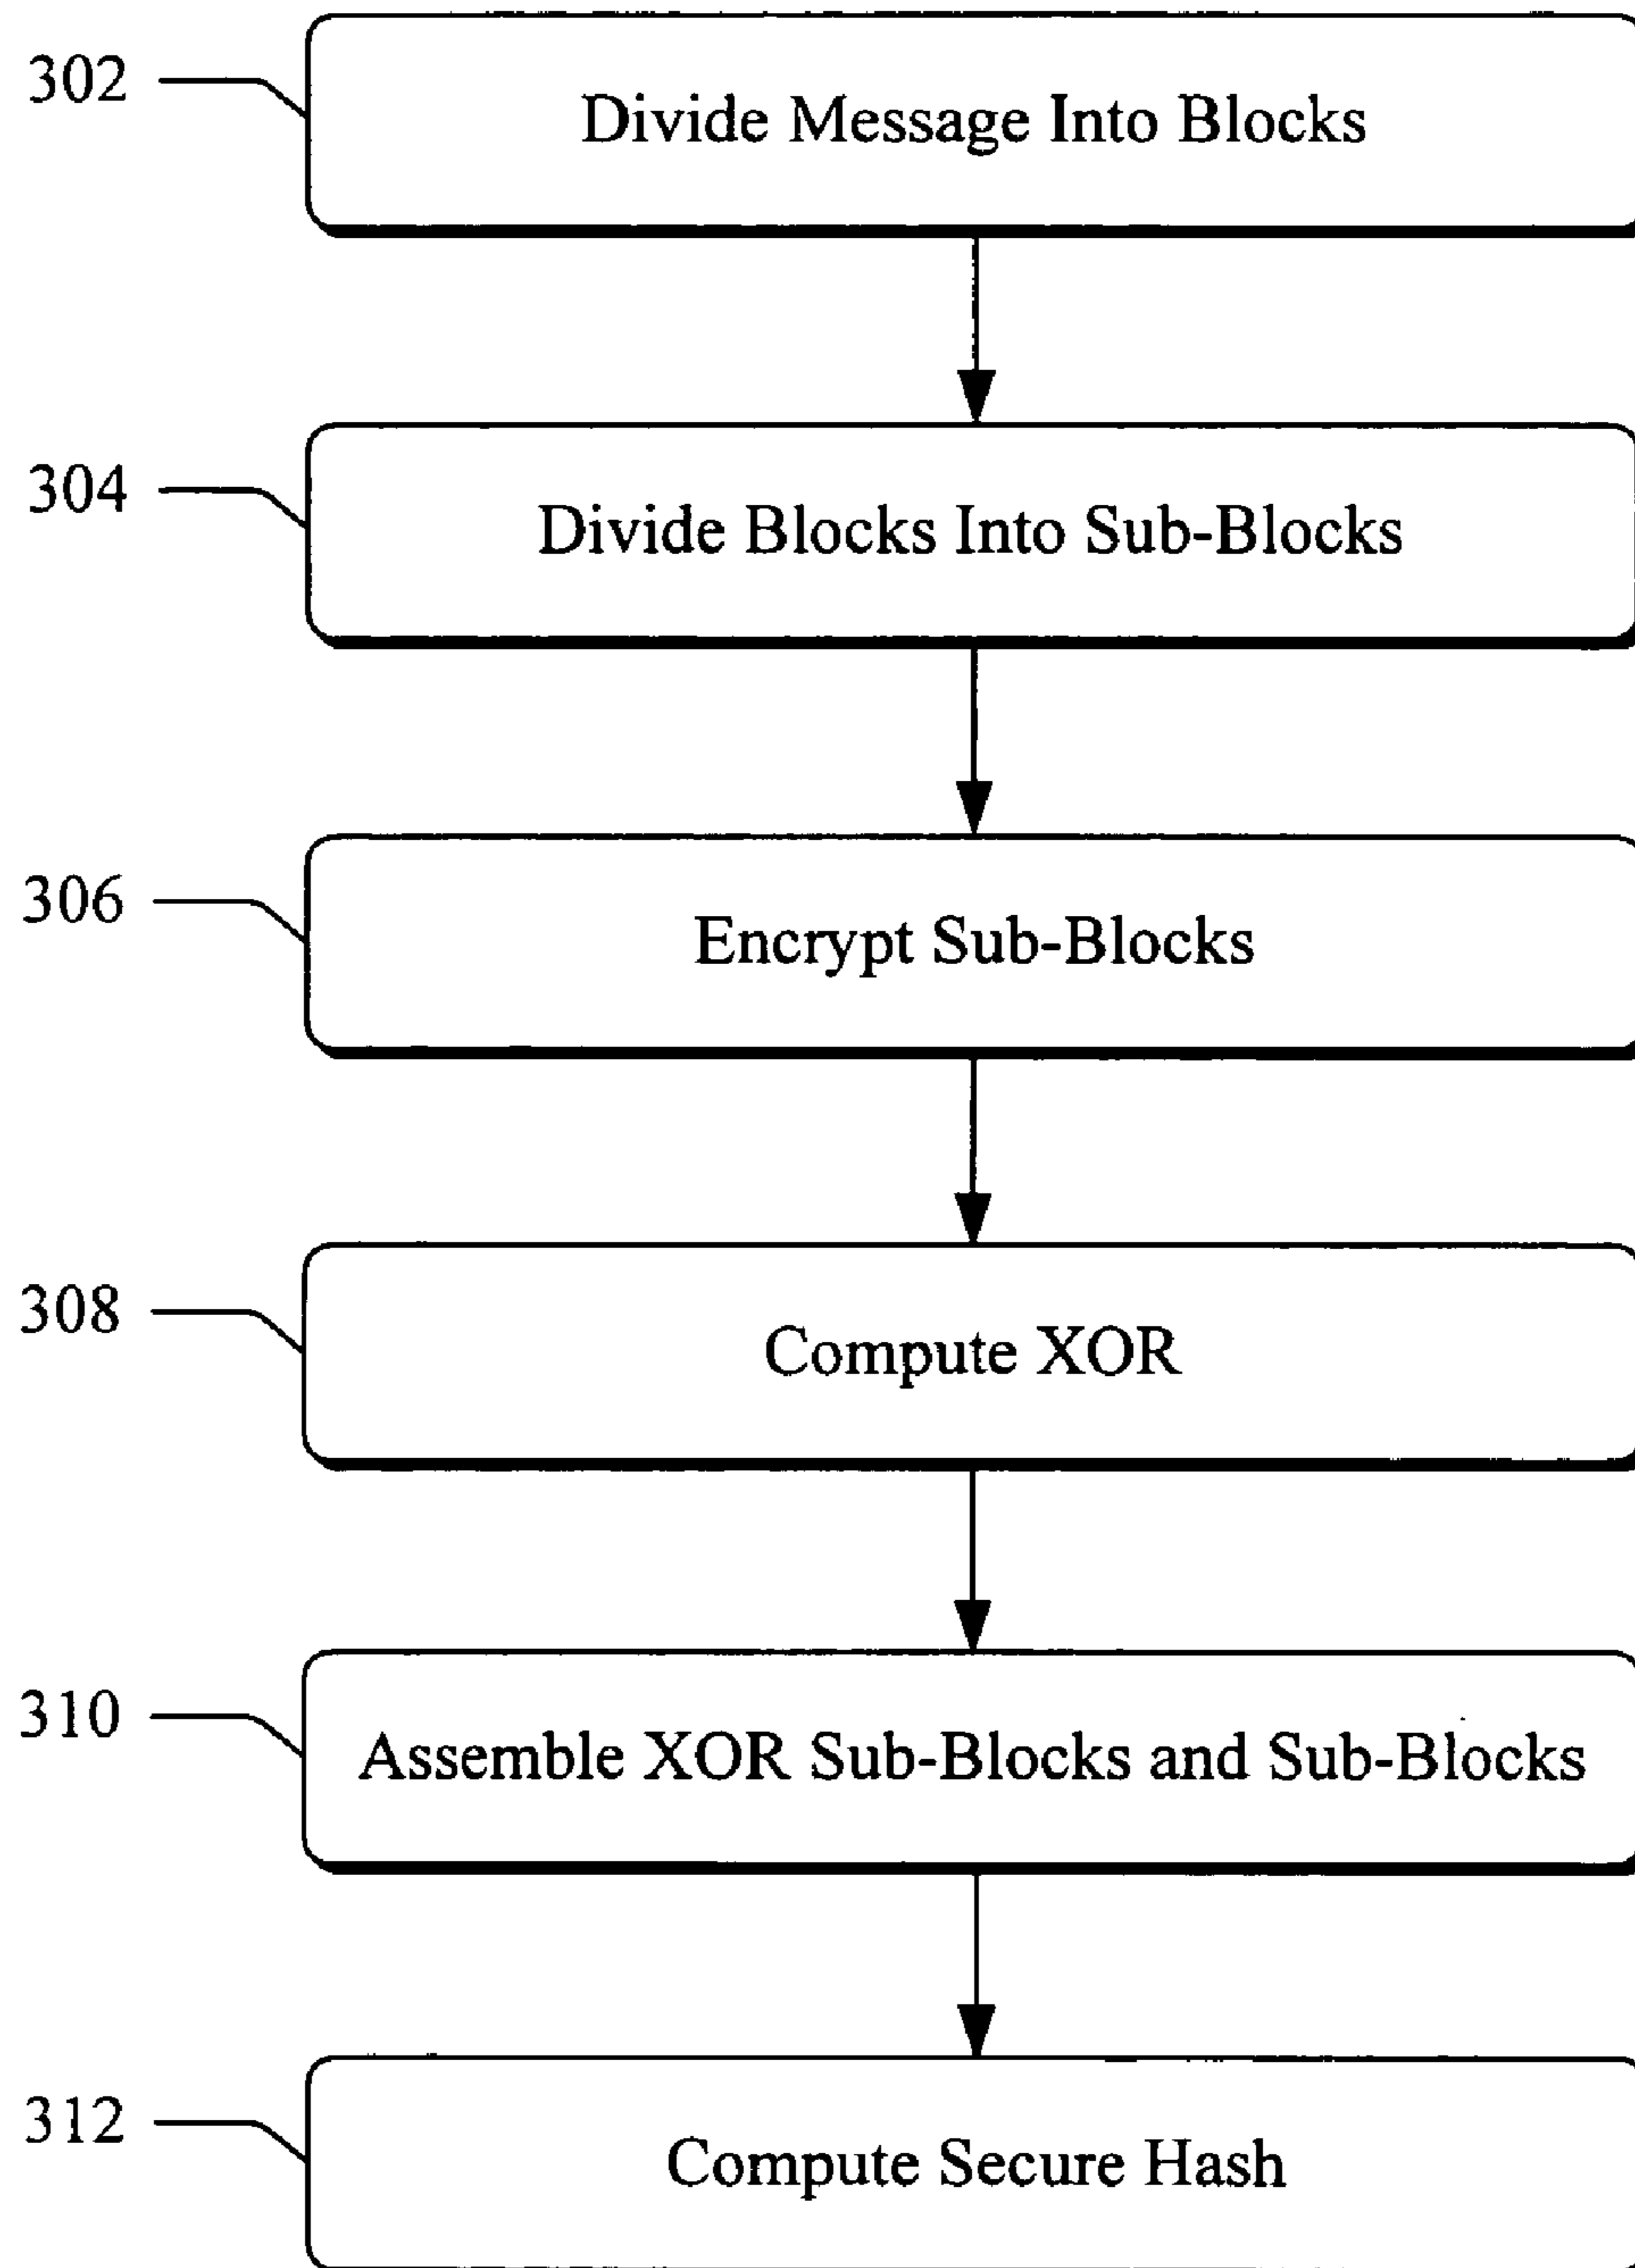 302
Divide Message Into Blocks
304
Divide Blocks Into Sub-Blocks
306
Encrypt Sub-Blocks
308
Compute XOR
310
Assemble XOR Sub-Blocks and Sub-Blocks
312
Compute Secure Hash